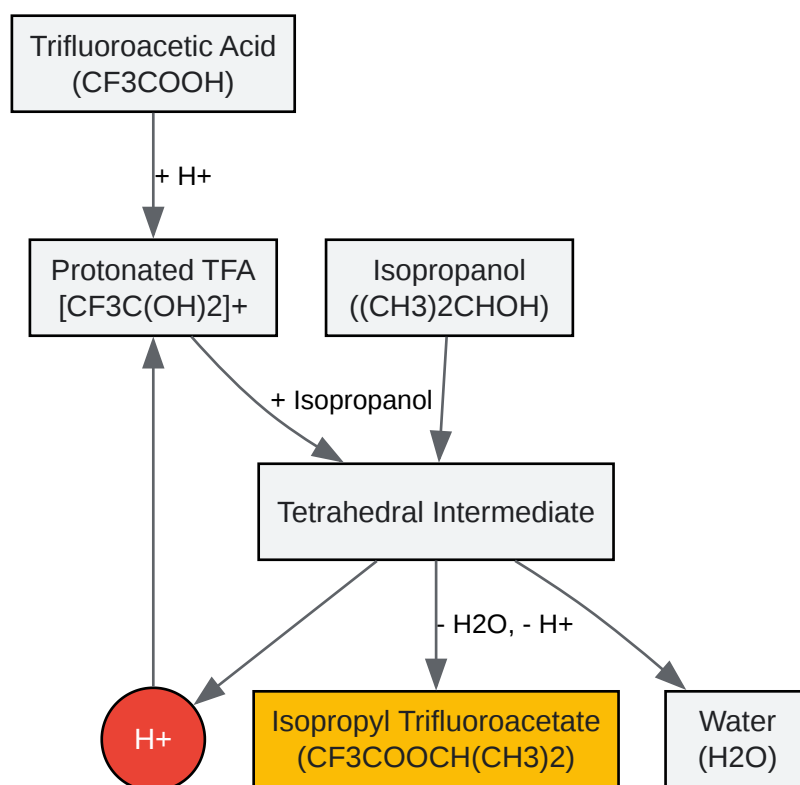 Trifluoroacetic Acid
(CF3COOH)
+ H+
Protonated TFA
[CF3C(OH)2]+
Isopropanol
((CH3)2CHOH)
+ Isopropanol
Tetrahedral Intermediate
- H2O, - H+
H+
Isopropyl Trifluoroacetate
(CF3COOCH(CH3)2)
Water
(H2O)